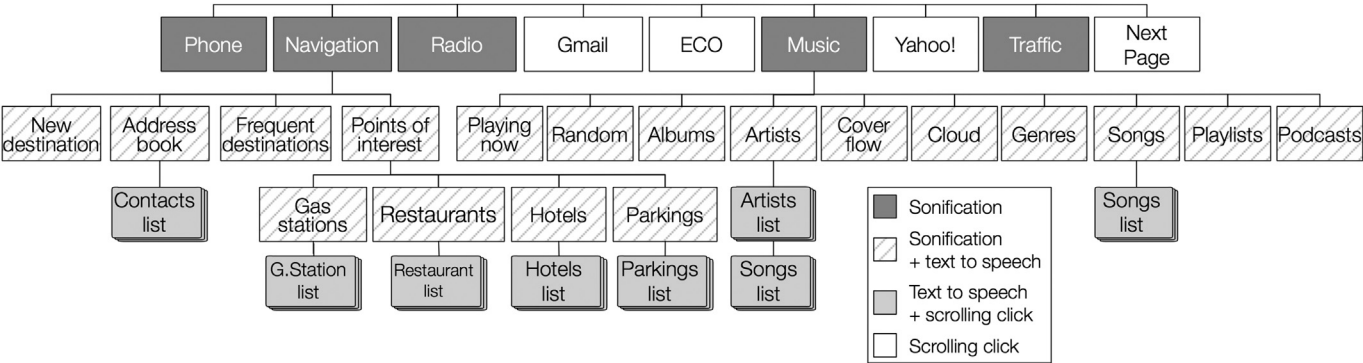 Phone
Navigation
Radio
Gmail
ECO
Music
Yahoo!
Traffic
Next
Page
New
destination
Address
book
Frequent
destinations
Points of
interest
Playing
now
Random
Albums
Artists
Cover
flow
Cloud
Genres
Songs
Playlists
Podcasts
Contacts
list
Gas
stations
Restaurants
Hotels
Parkings
Artists
list
Songs
list
G.Station
list
Restaurant
list
Hotels
list
Parkings
list
Songs
list
Sonification
Sonification
+ text to speech
Text to speech
+ scrolling click
Scrolling click